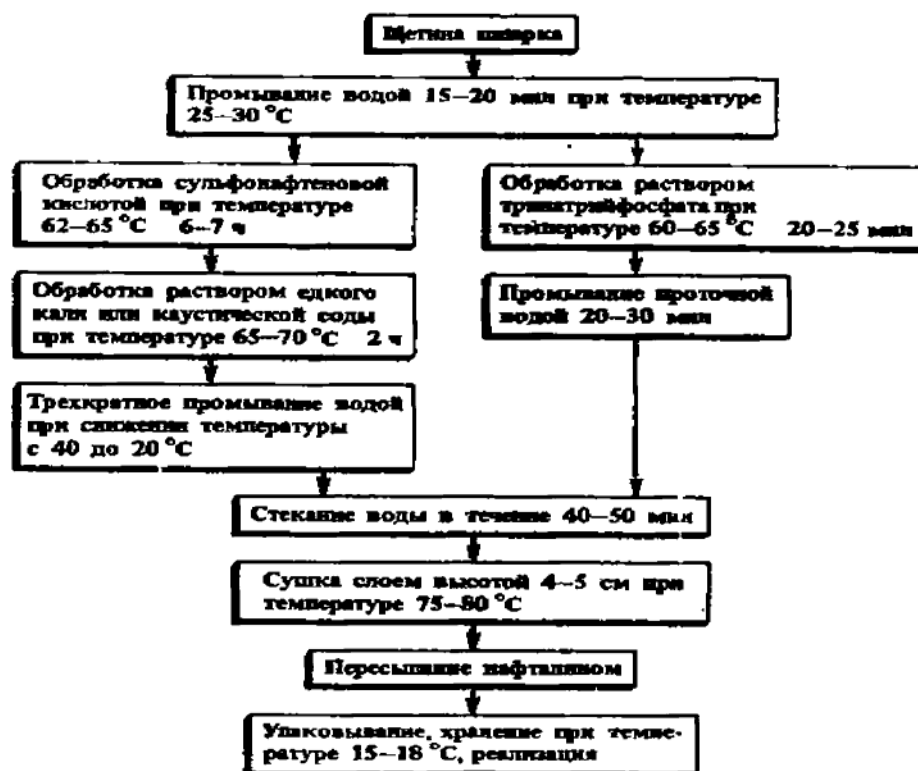 Щетина шпарка
Промывание водой 15—20 мин при температуре
25—30 °C
Обработка сульфонафтеновой
кислотой при температуре
62—65 °C 6—7 ч
Обработка раствором едкого
кали или каустической соды
при температуре 65—70 °C 2 ч
Трехкратное промывание водой
при снижении температуры
с 40 до 20 °C
Обработка раствором
тринатрийфосфата при
температуре 60—65 °C 20—25 мин
Промывание проточной
водой 20—30 мин
Стекание воды в течение 40—50 мин
Сушка слоем высотой 4—5 см при
температуре 75—80 °C
Пересыпание нафталином
Упаковывание, хранение при темпе-
ратуре 15—18 °C, реализация